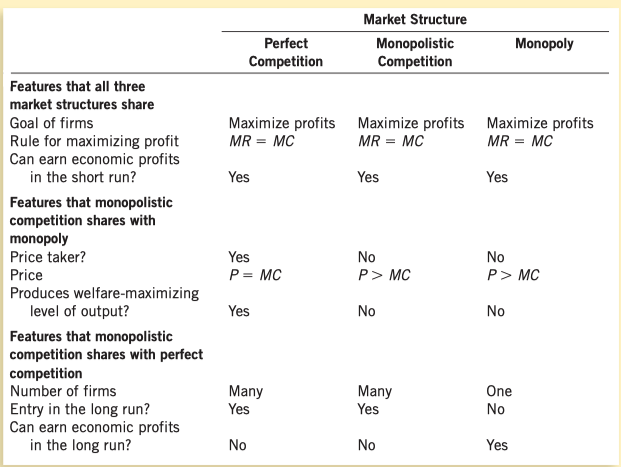 Market Structure
Perfect Competition Monopolistic Competition Monopoly
Features that all three
market structures share
Goal of firms Maximize profits Maximize profits Maximize profits
Rule for maximizing profit MR = MC MR = MC MR = MC
Can earn economic profits
in the short run? Yes Yes Yes
Features that monopolistic
competition shares with
monopoly
Price taker? Yes No No
Price P = MC P > MC P > MC
Produces welfare-maximizing
level of output? Yes No No
Features that monopolistic
competition shares with perfect
competition
Number of firms Many Many One
Entry in the long run? Yes Yes No
Can earn economic profits
in the long run? No No Yes